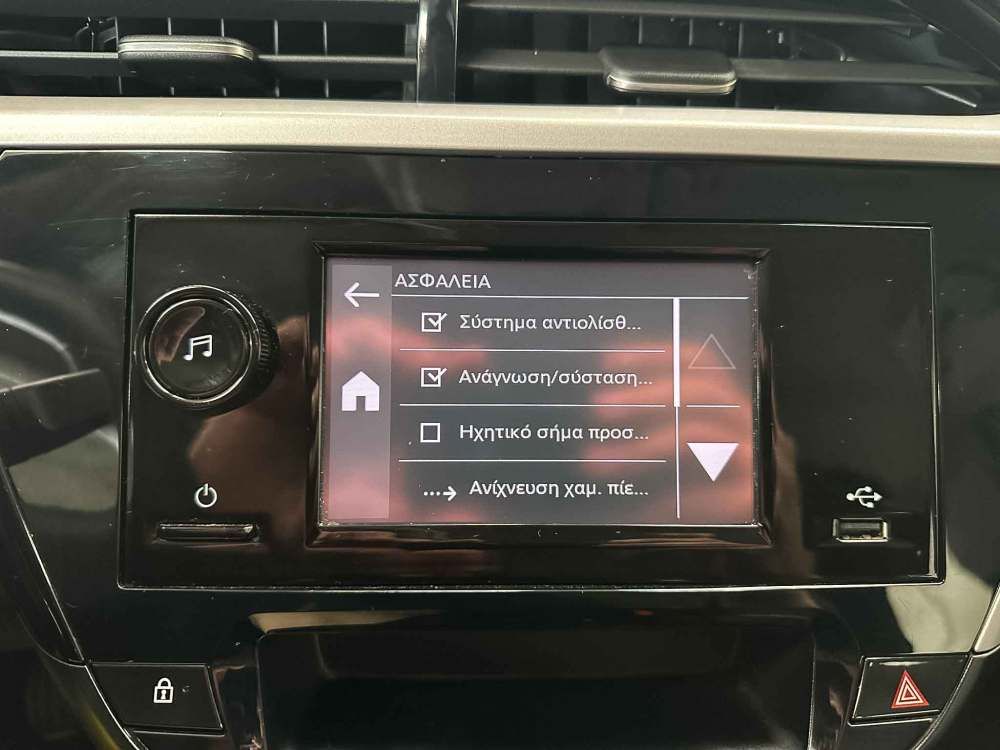 ΑΣΦΑΛΕΙΑ
Σύστημα αντιολίσθ...
Ανάγνωση/σύσταση...
Ηχητικό σήμα προσ...
Ανίχνευση χαμ. πίε...